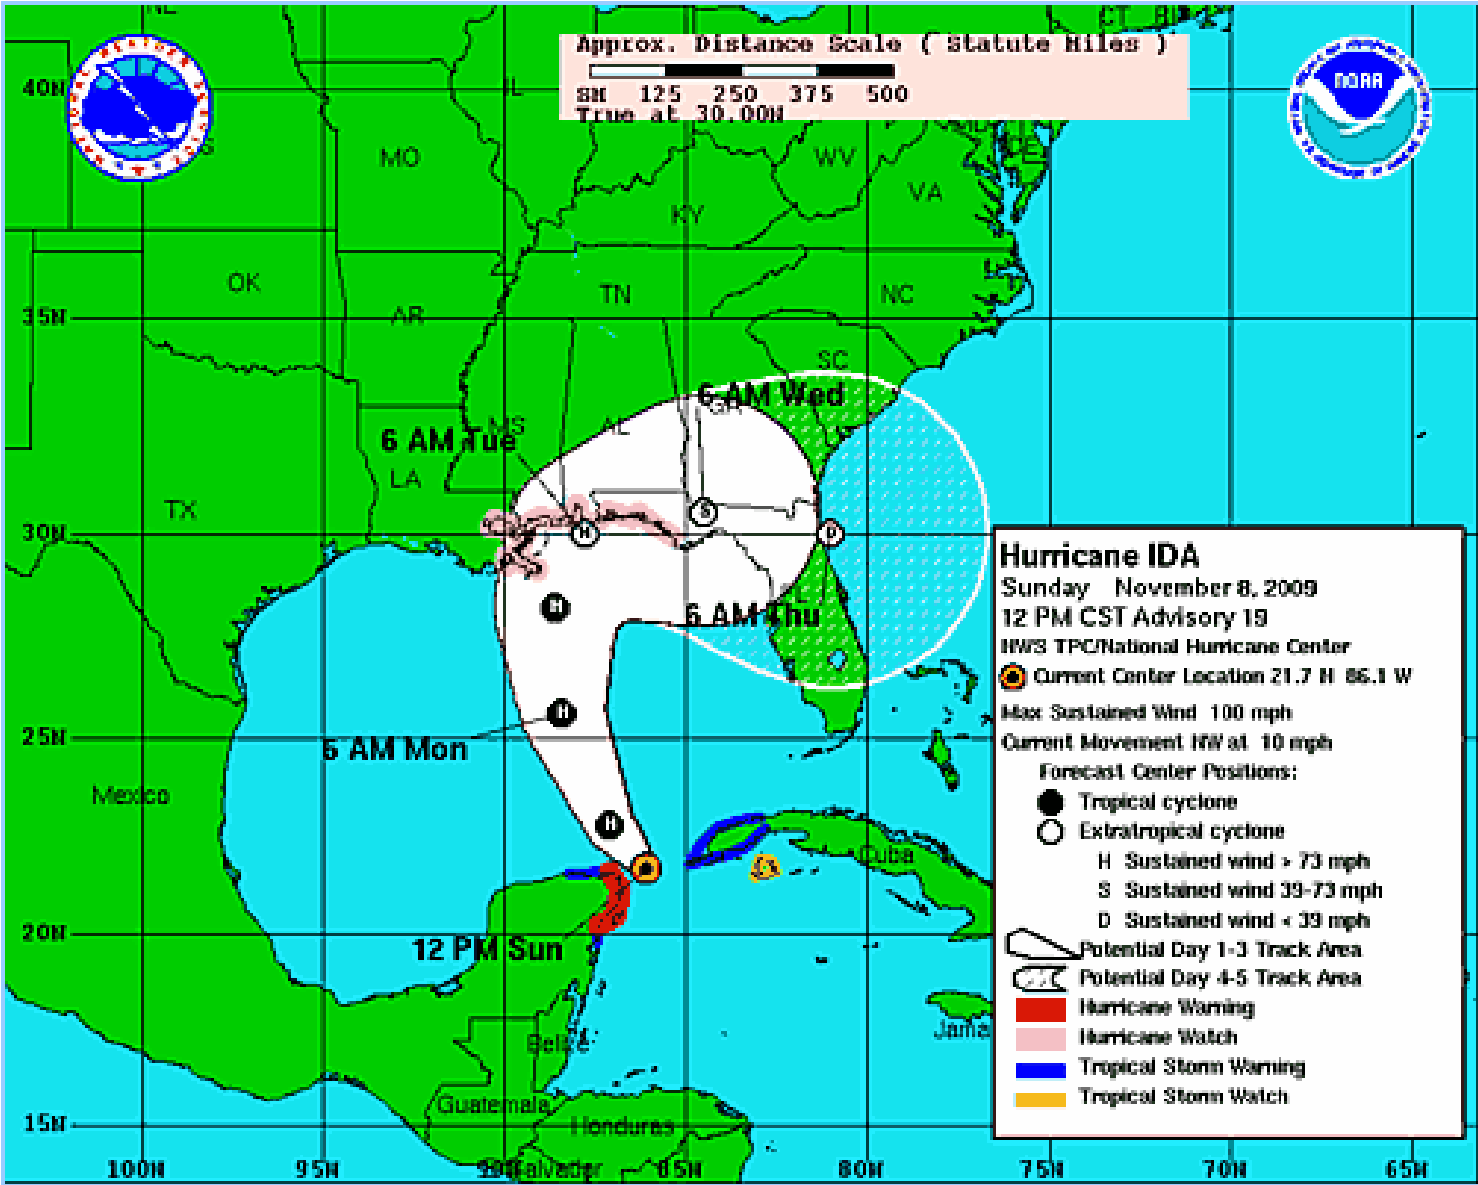 Approx. Distance Scale ( Statute Miles )
SM 125 250 375 500
True at 30.00N
NOAA
CT
40N
IL
MO
WV
VA
KY
OK
TN
NC
AR
35N
SC
6 AM Wed
MS
AL
6 AM Tue
LA
TX
S
30N
H
D
H
6 AM Thu
H
25N
6 AM Mon
Mexico
H
Cuba
20N
12 PM Sun
Jama
Belize
Guatemala
Honduras
15N
Salvador
100W 95W 90W 85W 80W 75W 70W 65W
Hurricane IDA
Sunday November 8, 2009
12 PM CST Advisory 19
NWS TPC/National Hurricane Center
Current Center Location 21.7 N 86.1 W
Max Sustained Wind 100 mph
Current Movement NW at 10 mph
Forecast Center Positions:
Tropical cyclone
Extratropical cyclone
H Sustained wind > 73 mph
S Sustained wind 39-73 mph
D Sustained wind < 39 mph
Potential Day 1-3 Track Area
Potential Day 4-5 Track Area
Hurricane Warning
Hurricane Watch
Tropical Storm Warning
Tropical Storm Watch